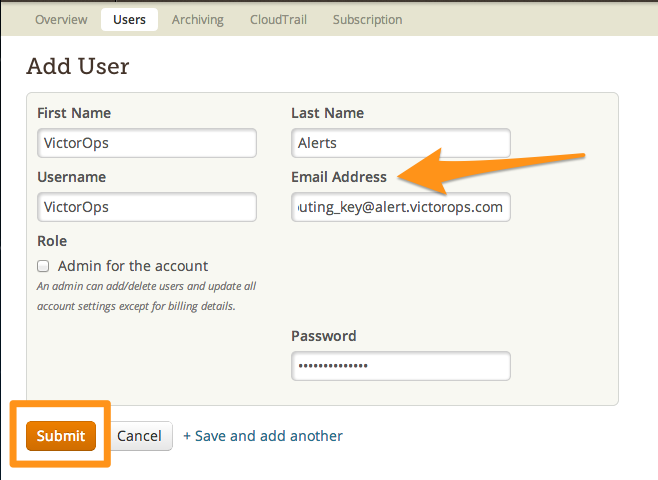 Overview Users Archiving CloudTrail Subscription
Add User
First Name Last Name
VictorOps Alerts
Username Email Address
VictorOps outing_key@alert.victorops.com
Role
Admin for the account
An admin can add/delete users and update all
account settings except for billing details.
Password
••••••••••••••
Submit Cancel + Save and add another